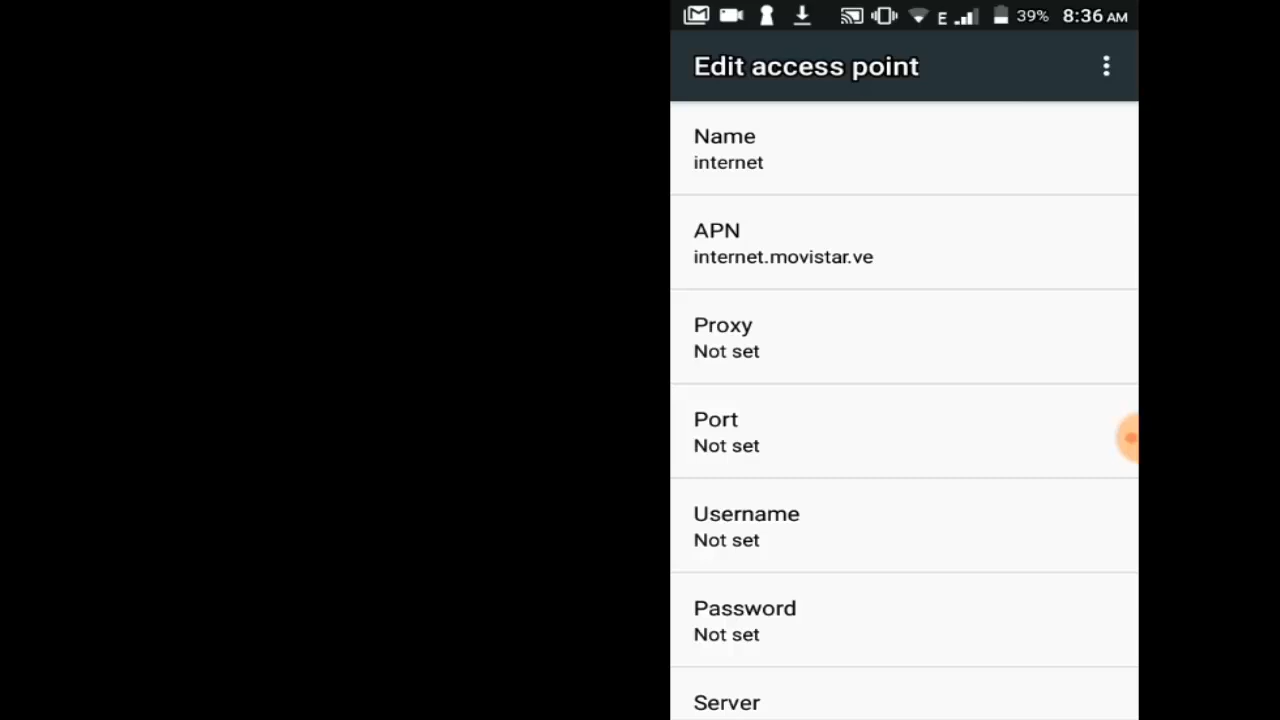 E 39% 8:36 AM
Edit access point
Name
internet
APN
internet.movistar.ve
Proxy
Not set
Port
Not set
Username
Not set
Password
Not set
Server